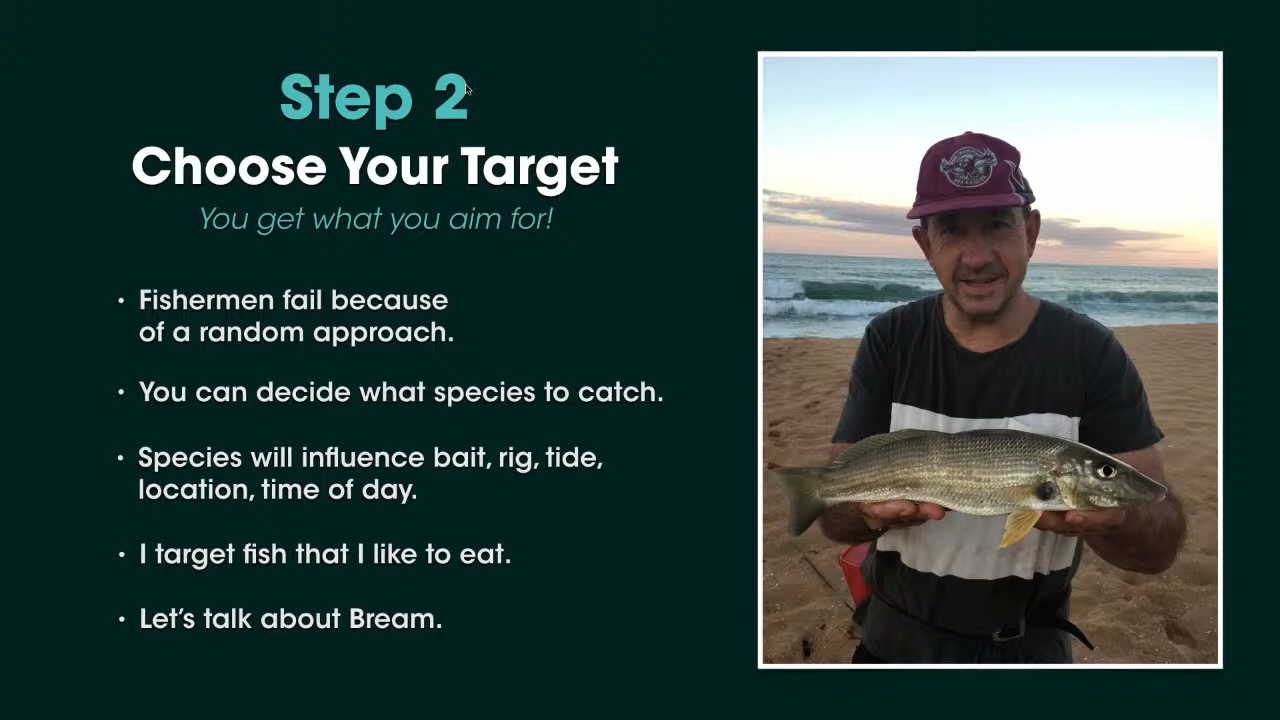 Step 2
Choose Your Target
You get what you aim for!
• Fishermen fail because
of a random approach.
• You can decide what species to catch.
• Species will influence bait, rig, tide,
location, time of day.
• I target fish that I like to eat.
• Let's talk about Bream.
SEA EAGLES